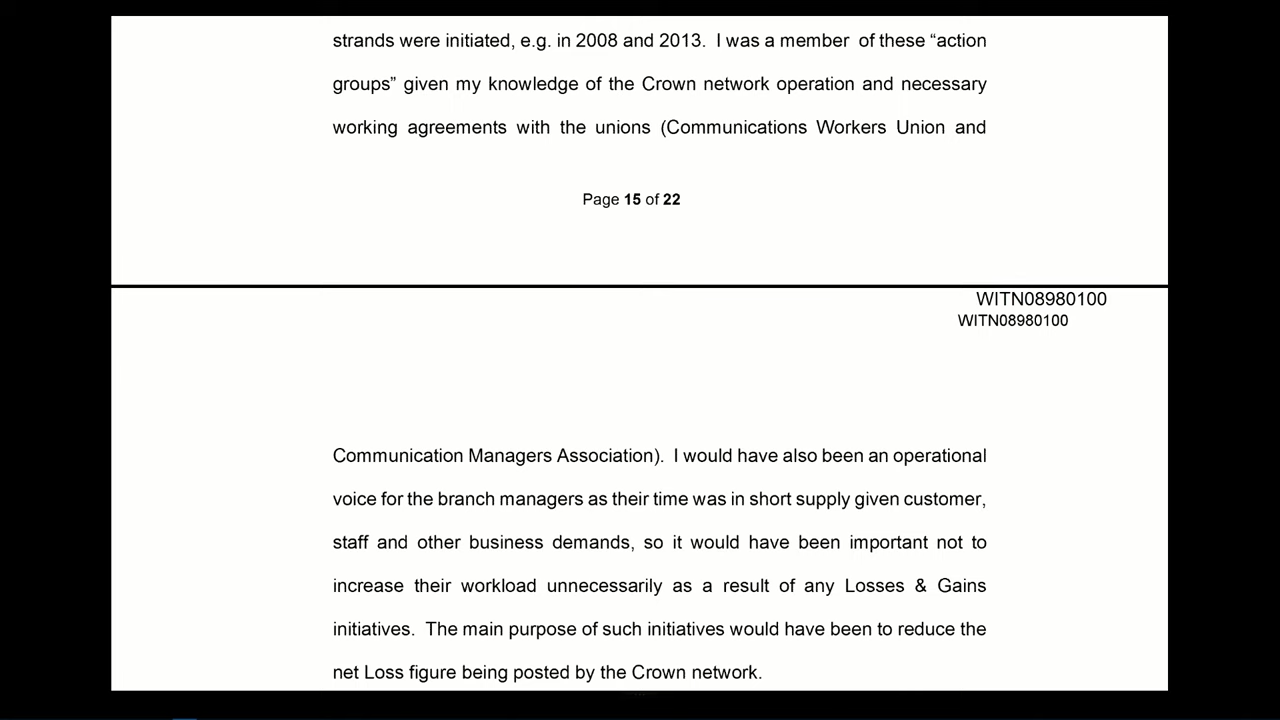 strands were initiated, e.g. in 2008 and 2013.  I was a member  of these “action
groups” given my knowledge of the Crown network operation and necessary
working agreements with the unions (Communications Workers Union and
Page 15 of 22
WITN08980100
WITN08980100
Communication Managers Association).  I would have also been an operational
voice for the branch managers as their time was in short supply given customer,
staff and other business demands, so it would have been important not to
increase their workload unnecessarily as a result of any Losses & Gains
initiatives.  The main purpose of such initiatives would have been to reduce the
net Loss figure being posted by the Crown network.